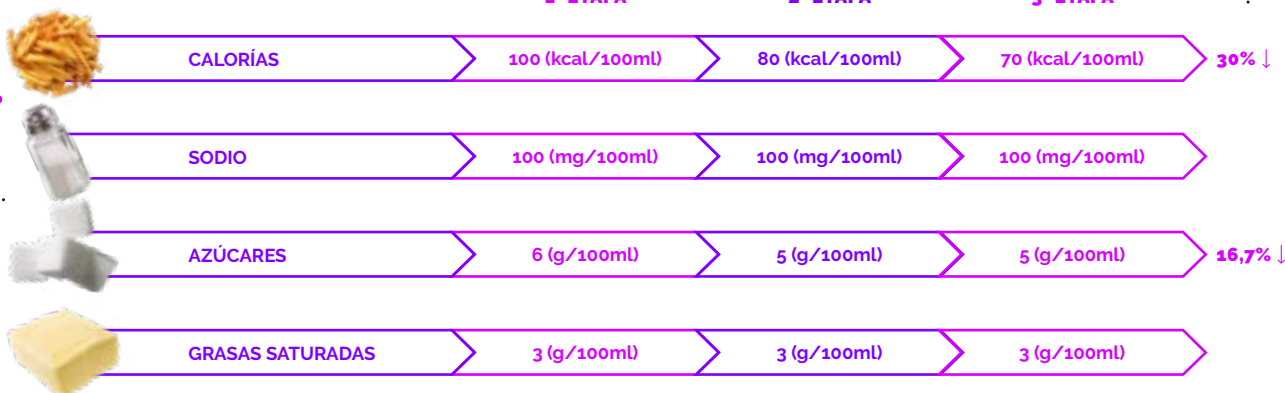 CALORÍAS 100 (kcal/100ml) 80 (kcal/100ml) 70 (kcal/100ml) 30% ↓
SODIO 100 (mg/100ml) 100 (mg/100ml) 100 (mg/100ml)
AZÚCARES 6 (g/100ml) 5 (g/100ml) 5 (g/100ml) 16,7% ↓
GRASAS SATURADAS 3 (g/100ml) 3 (g/100ml) 3 (g/100ml)